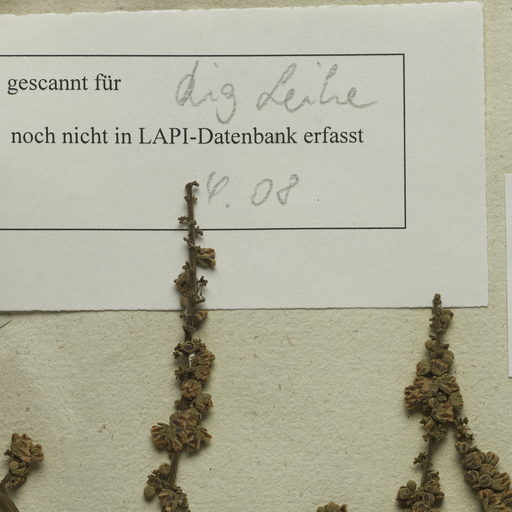 gescannt für dig Leihe
noch nicht in LAPI-Datenbank erfasst
4. 08